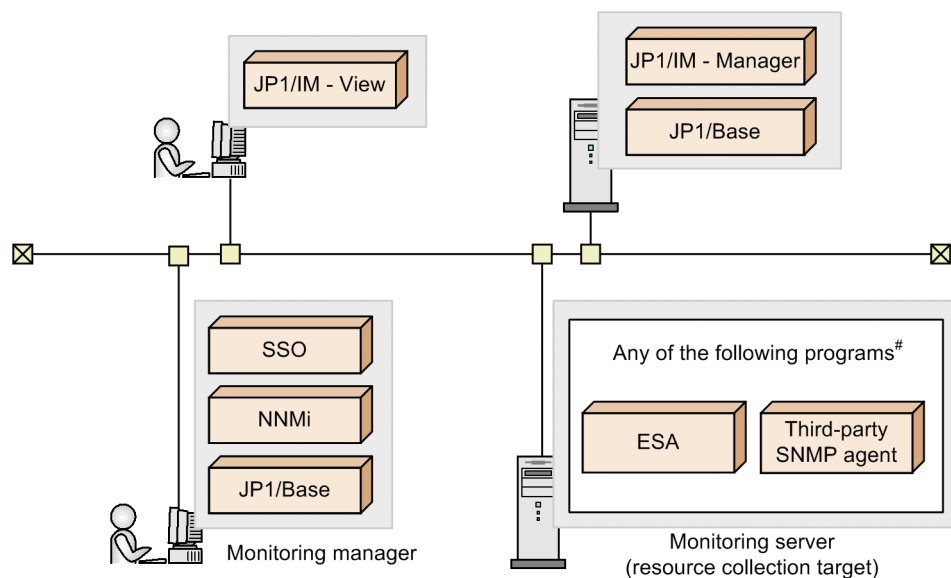 JP1/IM - View
JP1/IM - Manager
JP1/Base
SSO
NNMi
JP1/Base
Monitoring manager
Any of the following programs#
ESA
Third-party
SNMP agent
Monitoring server
(resource collection target)